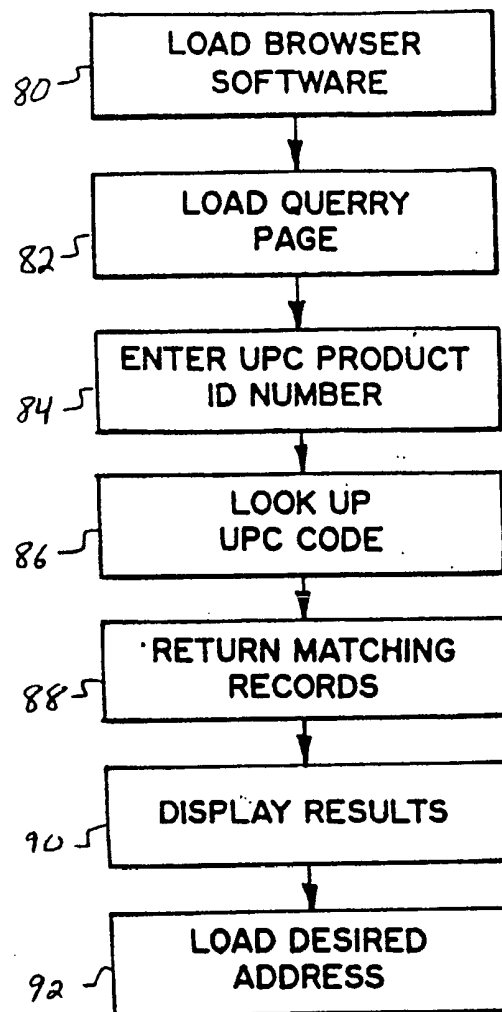 LOAD BROWSER
SOFTWARE
80
LOAD QUERRY
PAGE
82
ENTER UPC PRODUCT
ID NUMBER
84
LOOK UP
UPC CODE
86
RETURN MATCHING
RECORDS
88
DISPLAY RESULTS
90
LOAD DESIRED
ADDRESS
92